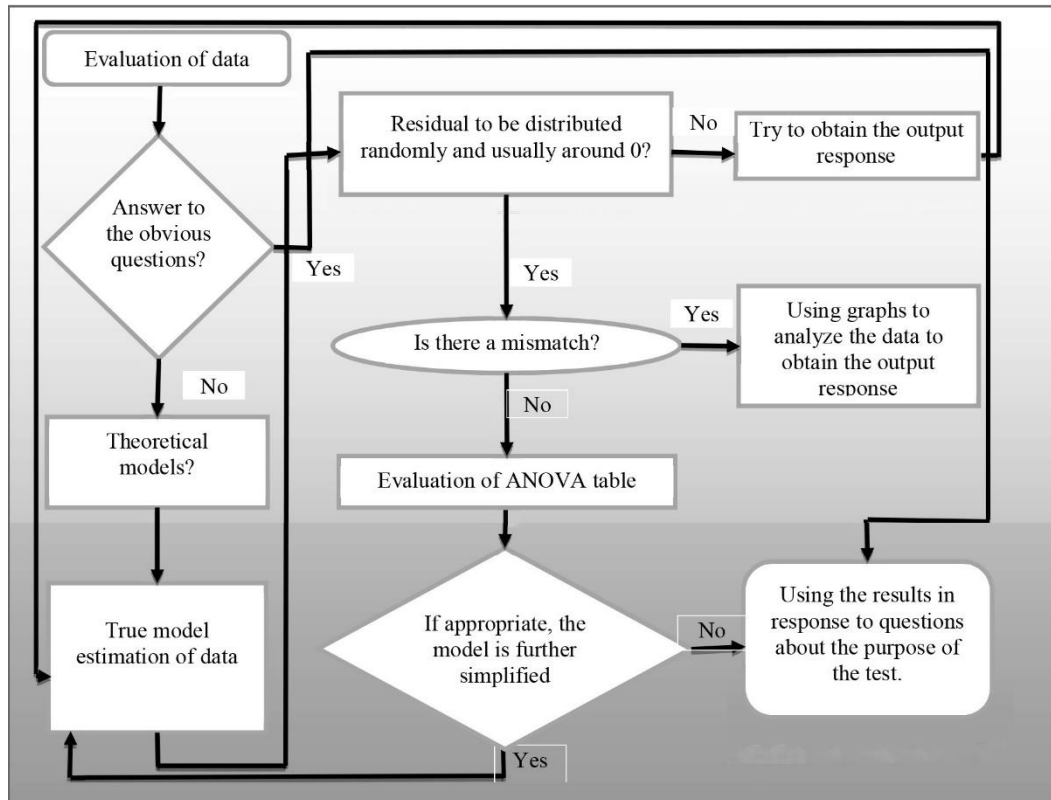 Evaluation of data
Answer to
the obvious
questions?
Yes
No
Theoretical
models?
True model
estimation of data
Residual to be distributed
randomly and usually around 0?
No
Try to obtain the output
response
Yes
Is there a mismatch?
Yes
Using graphs to
analyze the data to
obtain the output
response
No
Evaluation of ANOVA table
If appropriate, the
model is further
simplified
No
Using the results in
response to questions
about the purpose of
the test.
Yes